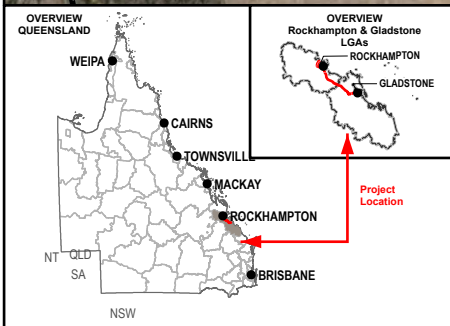 OVERVIEW
QUEENSLAND
WEIPA
CAIRNS
TOWNSVILLE
MACKAY
ROCKHAMPTON
BRISBANE
NT
QLD
SA
NSW
OVERVIEW
Rockhampton & Gladstone
LGAs
ROCKHAMPTON
GLADSTONE
Project
Location